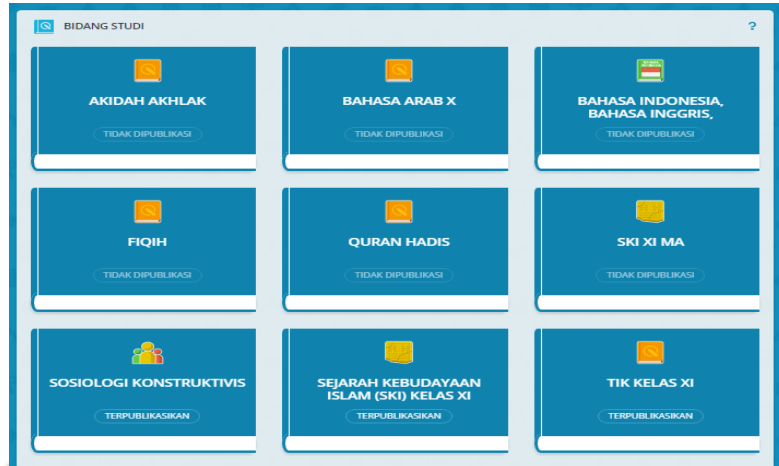 BIDANG STUDI
?
AKIDAH AKHLAK
TIDAK DIPUBLIKASI
BAHASA ARAB X
TIDAK DIPUBLIKASI
BAHASA INDONESIA,
BAHASA INGGRIS,
TIDAK DIPUBLIKASI
FIQIH
TIDAK DIPUBLIKASI
QURAN HADIS
TIDAK DIPUBLIKASI
SKI XI MA
TIDAK DIPUBLIKASI
SOSIOLOGI KONSTRUKTIVIS
TERPUBLIKASIKAN
SEJARAH KEBUDAYAAN
ISLAM (SKI) KELAS XI
TERPUBLIKASIKAN
TIK KELAS XI
TERPUBLIKASIKAN